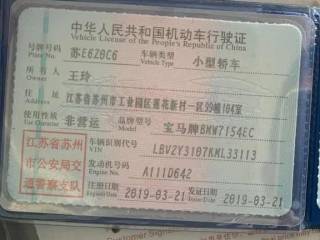 中华人民共和国机动车行驶证
Vehicle License of the People's Republic of China
号牌号码 Plate No. 苏E6Z8C6 车辆类型 Vehicle Type 小型轿车
所有人 Owner 王玲
住址 Address 江苏省苏州市工业园区莲花新村一区99幢104室
使用性质 Use Character 非营运 品牌型号 Model 宝马牌BMW7154EC
江苏省苏州市公安局交通警察支队
车辆识别代号 VIN LBV2Y3107KML33113
发动机号码 Engine No. A111D642
注册日期 Register Date 2019-03-21 发证日期 Issue Date 2019-03-21